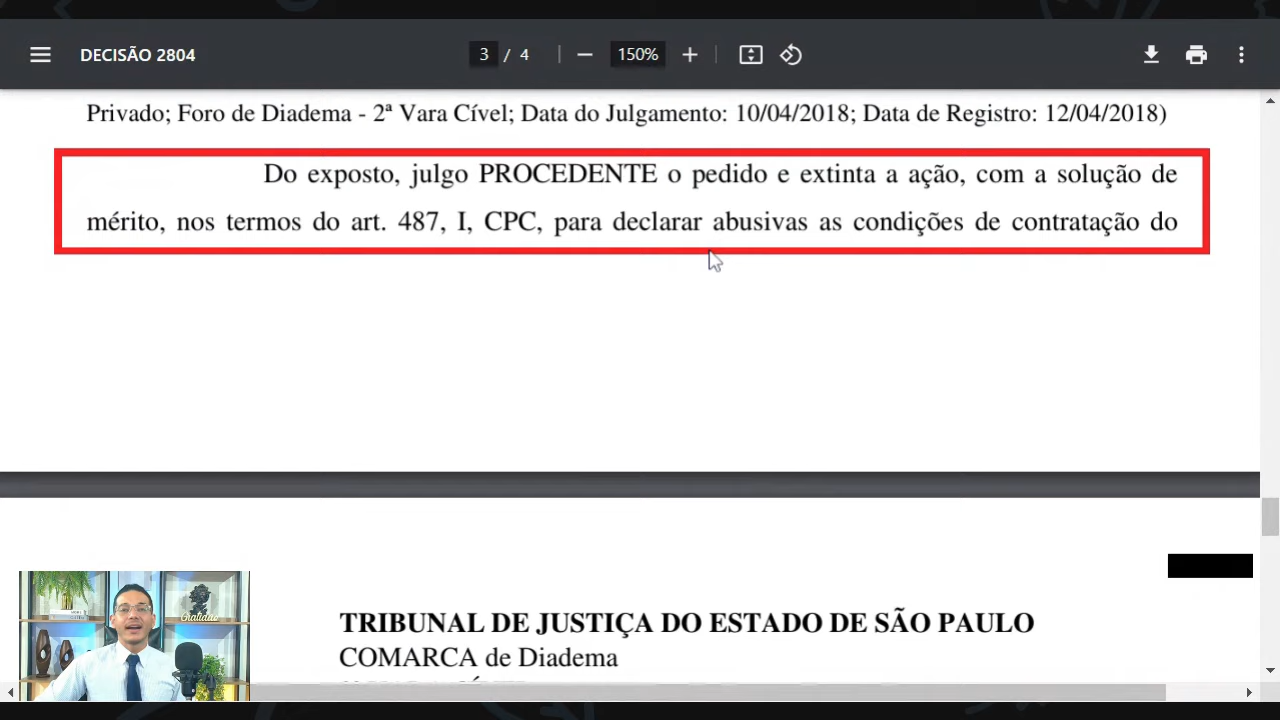 DECISÃO 2804
3 / 4
150%
Privado; Foro de Diadema - 2ª Vara Cível; Data do Julgamento: 10/04/2018; Data de Registro: 12/04/2018)
Do exposto, julgo PROCEDENTE o pedido e extinta a ação, com a solução de
mérito, nos termos do art. 487, I, CPC, para declarar abusivas as condições de contratação do
TRIBUNAL DE JUSTIÇA DO ESTADO DE SÃO PAULO
COMARCA de Diadema
Gratidão